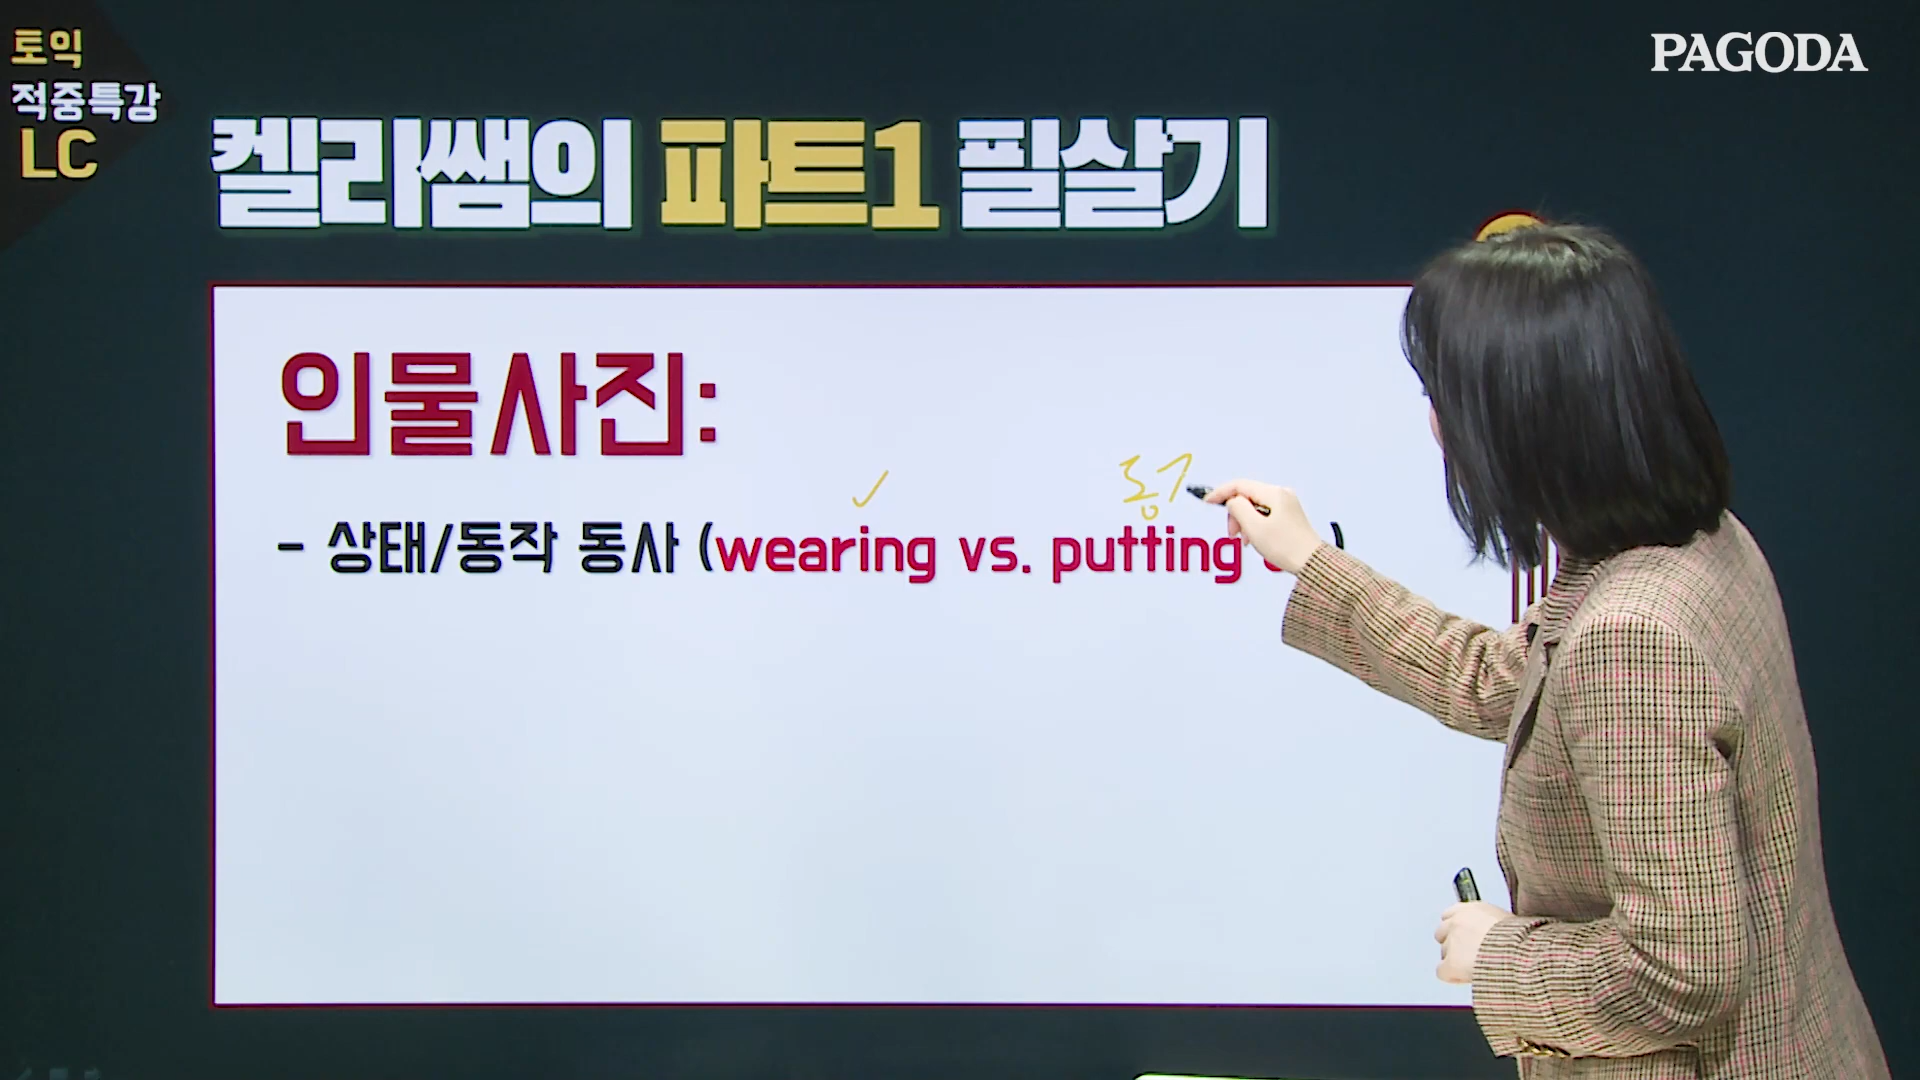 토익
적중특강
LC
PAGODA
켈리쌤의 파트1 필살기
인물사진:
- 상태/동작 동사 (wearing vs. putting )